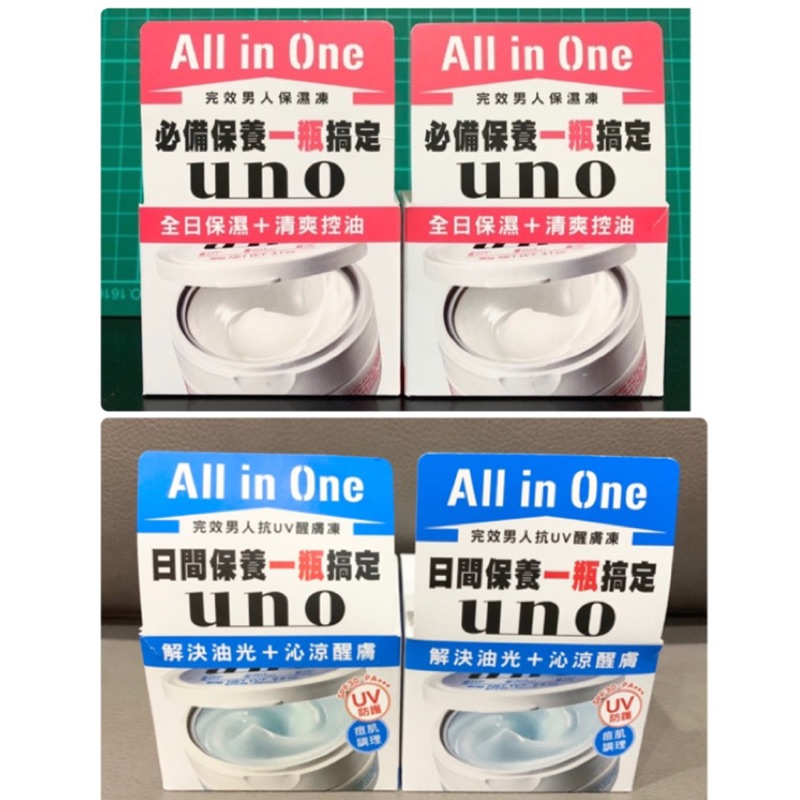 All in One
完效男人保濕凍
必備保養一瓶搞定
uno
全日保濕+清爽控油
All in One
完效男人保濕凍
必備保養一瓶搞定
uno
全日保濕+清爽控油
All in One
完效男人抗UV醒膚凍
日間保養一瓶搞定
uno
解決油光+沁涼醒膚
SPF30 PA+++
UV
防護
痘肌
調理
All in One
完效男人抗UV醒膚凍
日間保養一瓶搞定
uno
解決油光+沁涼醒膚
SPF30 PA+++
UV
防護
痘肌
調理